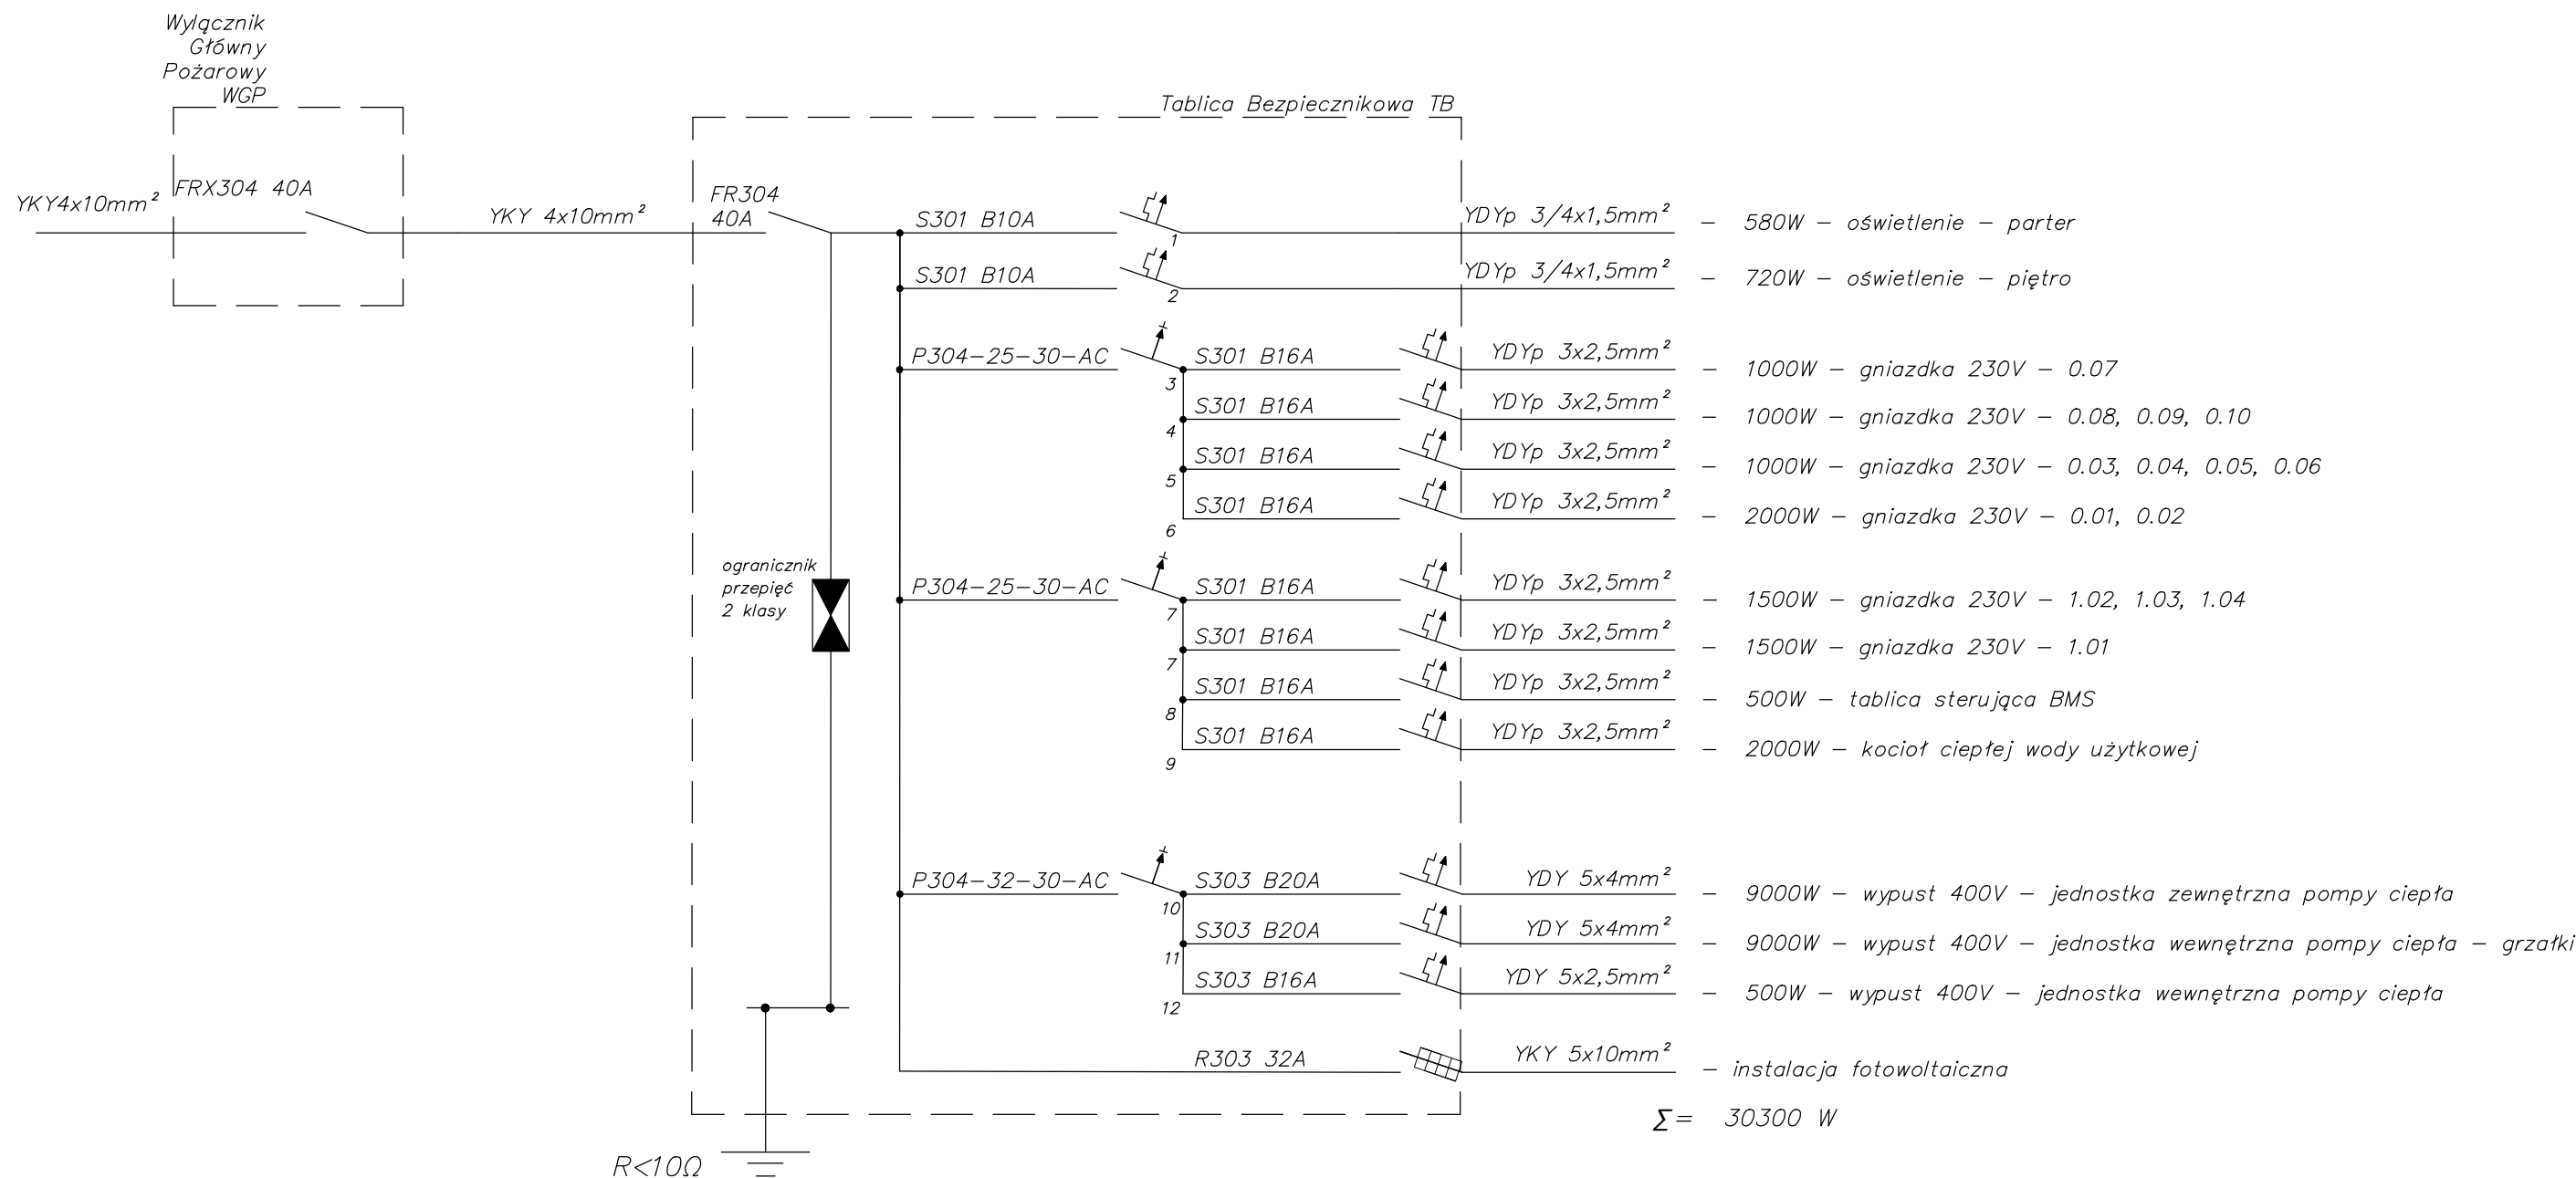 Wyłącznik
Główny
Pożarowy
WGP
YKY4x10mm²
FRX304 40A
YKY 4x10mm²
Tablica Bezpiecznikowa TB
FR304
40A
S301 B10A
1
YDYp 3/4x1,5mm²
– 580W – oświetlenie – parter
S301 B10A
2
YDYp 3/4x1,5mm²
– 720W – oświetlenie – piętro
P304-25-30-AC
3
S301 B16A
YDYp 3x2,5mm²
– 1000W – gniazdka 230V – 0.07
4
S301 B16A
YDYp 3x2,5mm²
– 1000W – gniazdka 230V – 0.08, 0.09, 0.10
5
S301 B16A
YDYp 3x2,5mm²
– 1000W – gniazdka 230V – 0.03, 0.04, 0.05, 0.06
6
S301 B16A
YDYp 3x2,5mm²
– 2000W – gniazdka 230V – 0.01, 0.02
ogranicznik
przepięć
2 klasy
P304-25-30-AC
7
S301 B16A
YDYp 3x2,5mm²
– 1500W – gniazdka 230V – 1.02, 1.03, 1.04
7
S301 B16A
YDYp 3x2,5mm²
– 1500W – gniazdka 230V – 1.01
8
S301 B16A
YDYp 3x2,5mm²
– 500W – tablica sterująca BMS
9
S301 B16A
YDYp 3x2,5mm²
– 2000W – kocioł ciepłej wody użytkowej
P304-32-30-AC
10
S303 B20A
YDY 5x4mm²
– 9000W – wypust 400V – jednostka zewnętrzna pompy ciepła
11
S303 B20A
YDY 5x4mm²
– 9000W – wypust 400V – jednostka wewnętrzna pompy ciepła – grzałki
12
S303 B16A
YDY 5x2,5mm²
– 500W – wypust 400V – jednostka wewnętrzna pompy ciepła
R303 32A
YKY 5x10mm²
– instalacja fotowoltaiczna
Σ= 30300 W
R<10Ω